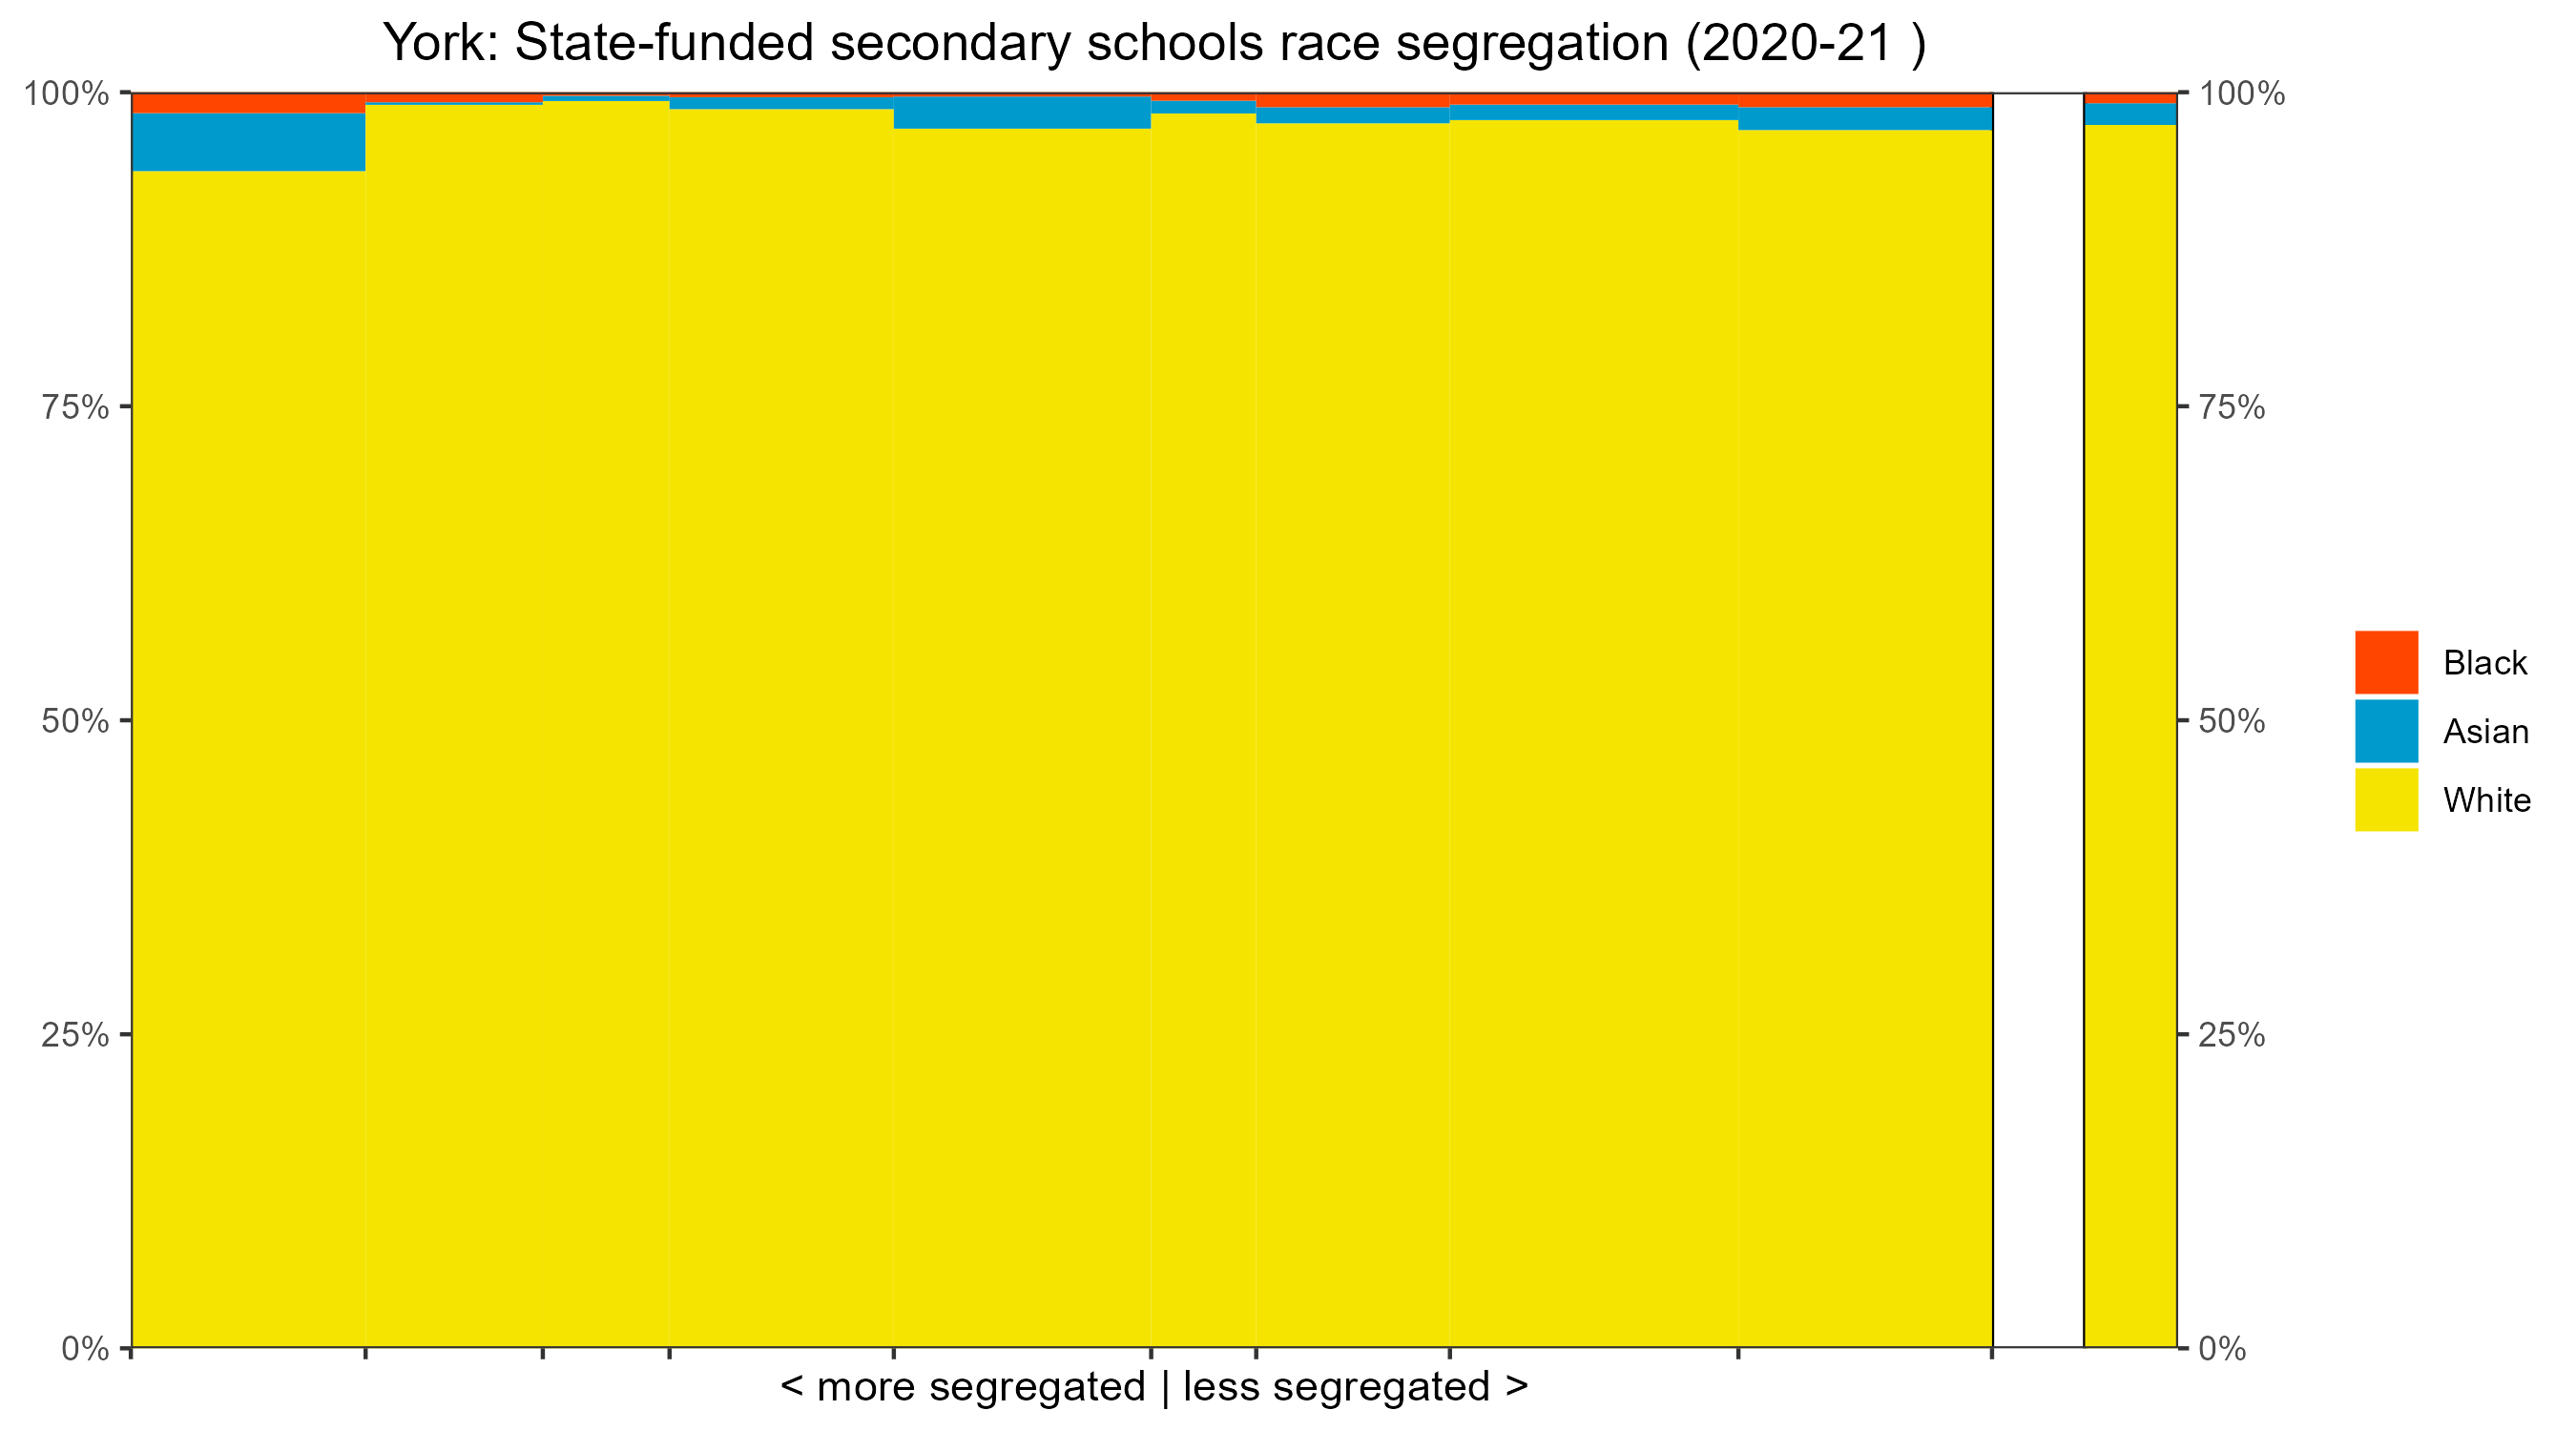 York: State-funded secondary schools race segregation (2020-21 )
100%
75%
50%
25%
0%
100%
75%
50%
25%
0%
Black
Asian
White
< more segregated | less segregated >